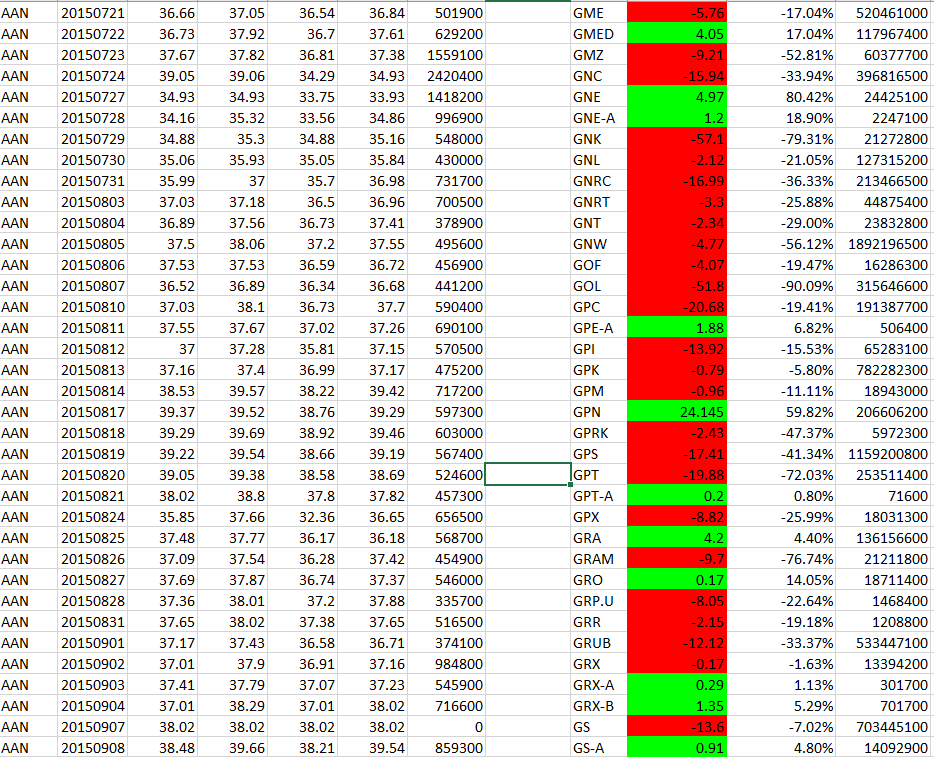 AAN 20150721 36.66 37.05 36.54 36.84 501900 GME -5.76 -17.04% 520461000
AAN 20150722 36.73 37.92 36.7 37.61 629200 GMED 4.05 17.04% 117967400
AAN 20150723 37.67 37.82 36.81 37.38 1559100 GMZ -9.21 -52.81% 60377700
AAN 20150724 39.05 39.06 34.29 34.93 2420400 GNC -15.94 -33.94% 396816500
AAN 20150727 34.93 34.93 33.75 33.93 1418200 GNE 4.97 80.42% 24425100
AAN 20150728 34.16 35.32 33.56 34.86 996900 GNE-A 1.2 18.90% 2247100
AAN 20150729 34.88 35.3 34.88 35.16 548000 GNK -57.1 -79.31% 21272800
AAN 20150730 35.06 35.93 35.05 35.84 430000 GNL -2.12 -21.05% 127315200
AAN 20150731 35.99 37 35.7 36.98 731700 GNRC -16.99 -36.33% 213466500
AAN 20150803 37.03 37.18 36.5 36.96 700500 GNRT -3.3 -25.88% 44875400
AAN 20150804 36.89 37.56 36.73 37.41 378900 GNT -2.34 -29.00% 23832800
AAN 20150805 37.5 38.06 37.2 37.55 495600 GNW -4.77 -56.12% 1892196500
AAN 20150806 37.53 37.53 36.59 36.72 456900 GOF -4.07 -19.47% 16286300
AAN 20150807 36.52 36.89 36.34 36.68 441200 GOL -51.8 -90.09% 315646600
AAN 20150810 37.03 38.1 36.73 37.7 590400 GPC -20.68 -19.41% 191387700
AAN 20150811 37.55 37.67 37.02 37.26 690100 GPE-A 1.88 6.82% 506400
AAN 20150812 37 37.28 35.81 37.15 570500 GPI -13.92 -15.53% 65283100
AAN 20150813 37.16 37.4 36.99 37.17 475200 GPK -0.79 -5.80% 782282300
AAN 20150814 38.53 39.57 38.22 39.42 717200 GPM -0.96 -11.11% 18943000
AAN 20150817 39.37 39.52 38.76 39.29 597300 GPN 24.145 59.82% 206606200
AAN 20150818 39.29 39.69 38.92 39.46 603000 GPRK -2.43 -47.37% 5972300
AAN 20150819 39.22 39.54 38.66 39.19 567400 GPS -17.41 -41.34% 1159200800
AAN 20150820 39.05 39.38 38.58 38.69 524600 GPT -19.88 -72.03% 253511400
AAN 20150821 38.02 38.8 37.8 37.82 457300 GPT-A 0.2 0.80% 71600
AAN 20150824 35.85 37.66 32.36 36.65 656500 GPX -8.82 -25.99% 18031300
AAN 20150825 37.48 37.77 36.17 36.18 568700 GRA 4.2 4.40% 136156600
AAN 20150826 37.09 37.54 36.28 37.42 454900 GRAM -9.7 -76.74% 21211800
AAN 20150827 37.69 37.87 36.74 37.37 546000 GRO 0.17 14.05% 18711400
AAN 20150828 37.36 38.01 37.2 37.88 335700 GRP.U -8.05 -22.64% 1468400
AAN 20150831 37.65 38.02 37.38 37.65 516500 GRR -2.15 -19.18% 1208800
AAN 20150901 37.17 37.43 36.58 36.71 374100 GRUB -12.12 -33.37% 533447100
AAN 20150902 37.01 37.9 36.91 37.16 984800 GRX -0.17 -1.63% 13394200
AAN 20150903 37.41 37.79 37.07 37.23 545900 GRX-A 0.29 1.13% 301700
AAN 20150904 37.01 38.29 37.01 38.02 716600 GRX-B 1.35 5.29% 701700
AAN 20150907 38.02 38.02 38.02 38.02 0 GS -13.6 -7.02% 703445100
AAN 20150908 38.48 39.66 38.21 39.54 859300 GS-A 0.91 4.80% 14092900